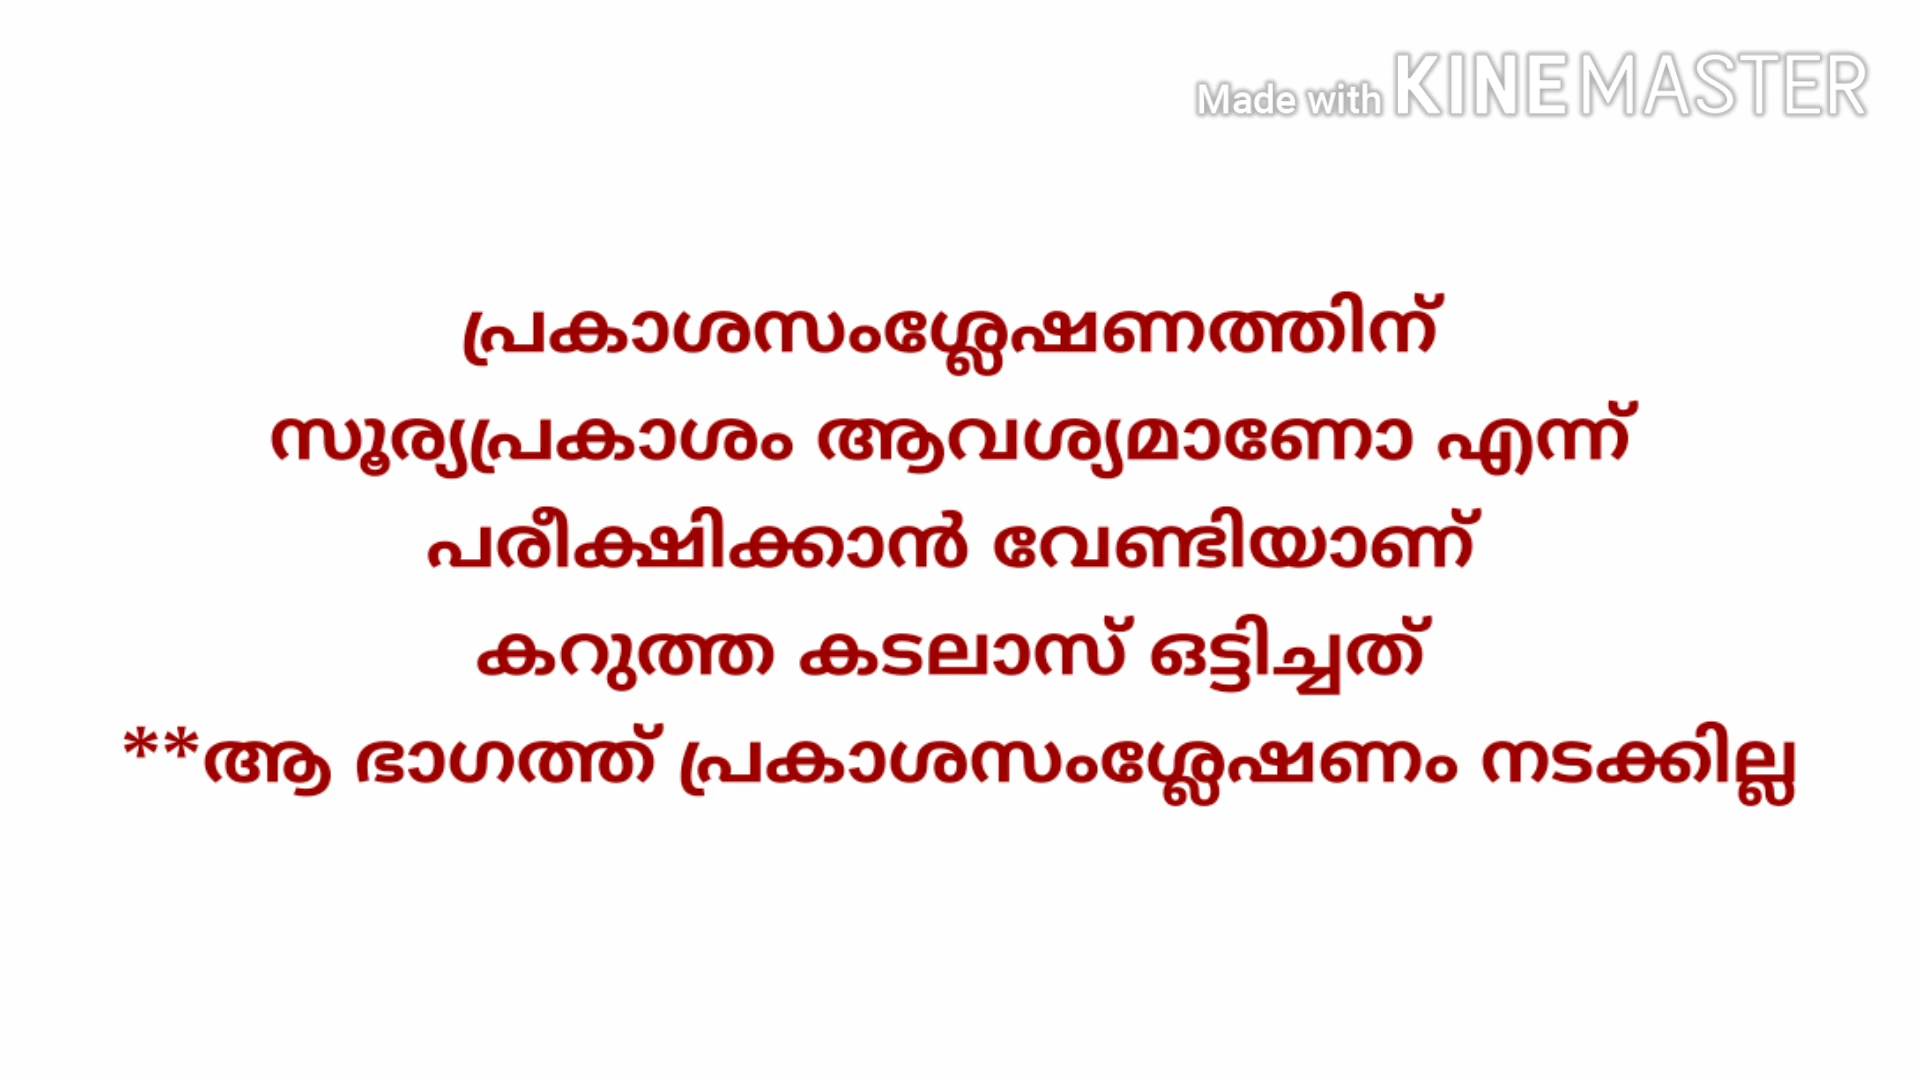 Made with KINEMASTER
പ്രകാശസംശ്ലേഷണത്തിന്
സൂര്യപ്രകാശം ആവശ്യമാണോ എന്ന്
പരീക്ഷിക്കാൻ വേണ്ടിയാണ്
കറുത്ത കടലാസ് ഒട്ടിച്ചത്
**ആ ഭാഗത്ത് പ്രകാശസംശ്ലേഷണം നടക്കില്ല